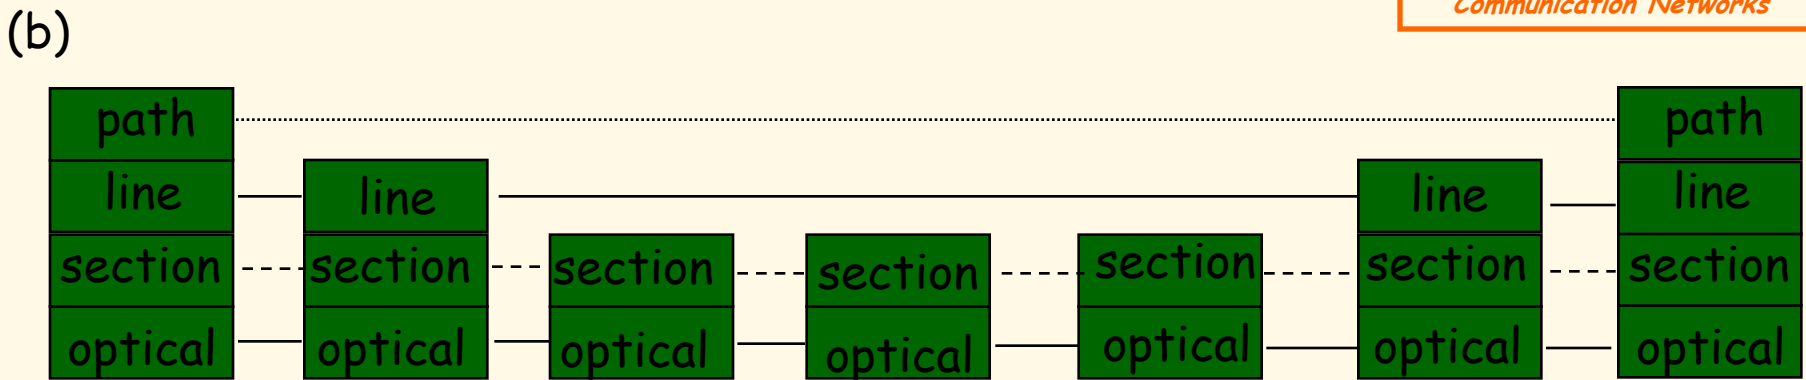 Communication Networks
(b)
path path
line line line line
section section section section section section section
optical optical optical optical optical optical optical